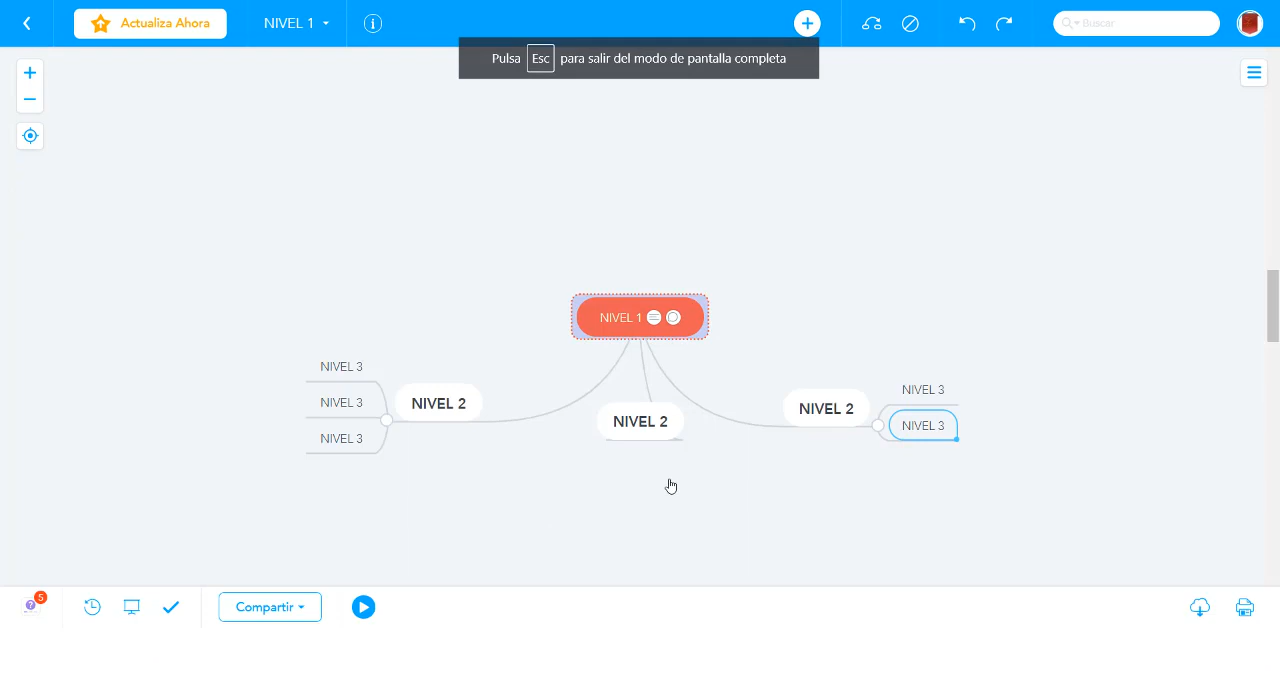 Actualiza Ahora
NIVEL 1
Buscar
Pulsa Esc para salir del modo de pantalla completa
NIVEL 1
NIVEL 3
NIVEL 3
NIVEL 3
NIVEL 2
NIVEL 2
NIVEL 2
NIVEL 3
NIVEL 3
5
Compartir